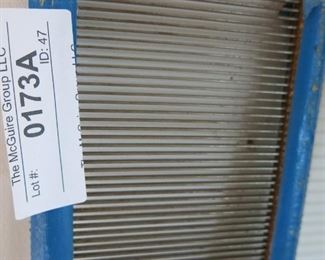 The McGuire Group LLC
Lot #: 0173A
ID: 47